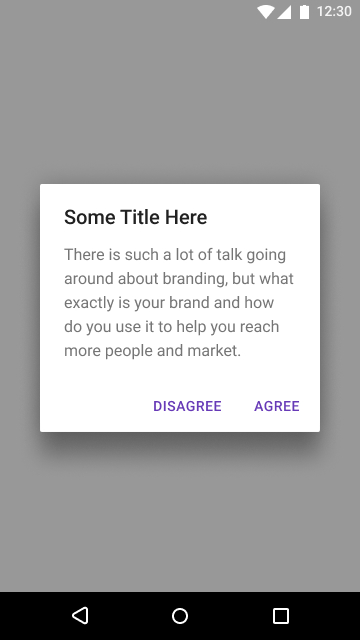 12:30
Some Title Here
There is such a lot of talk going
around about branding, but what
exactly is your brand and how
do you use it to help you reach
more people and market.
DISAGREE AGREE